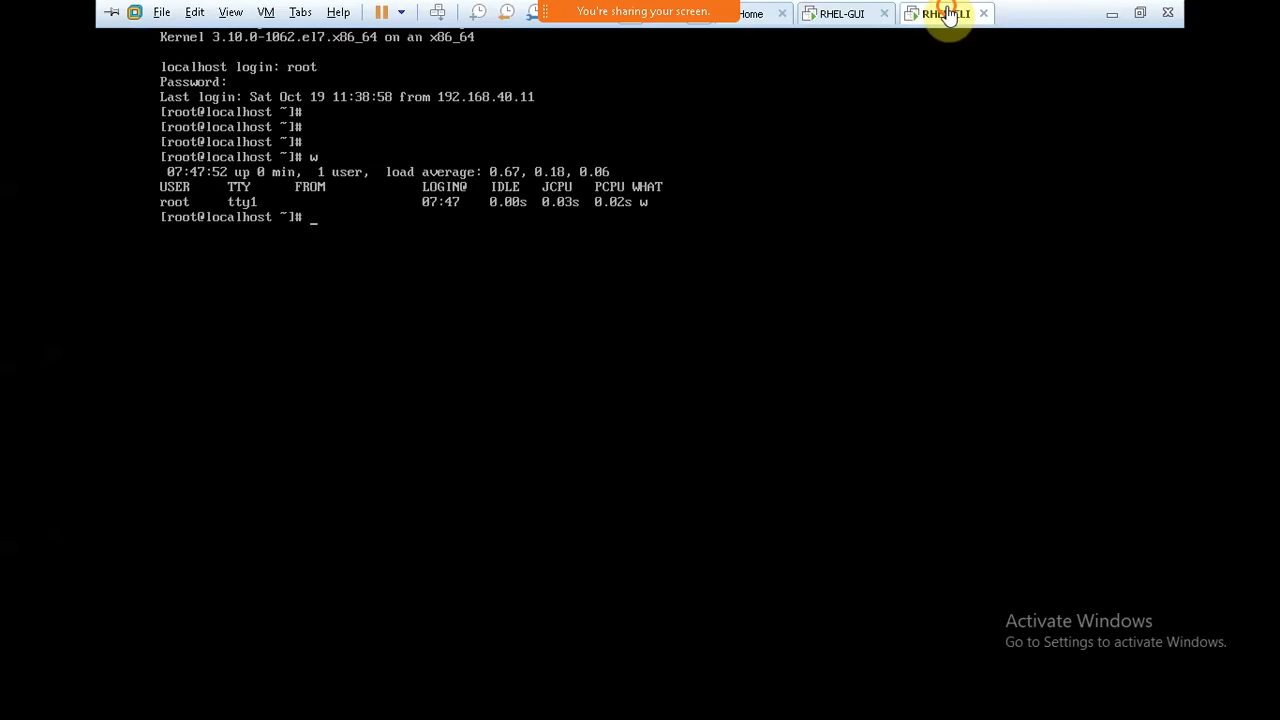 File Edit View VM Tabs Help You're sharing your screen. Home RHEL-GUI
Kernel 3.10.0-1062.el7.x86_64 on an x86_64
localhost login: root
Password:
Last login: Sat Oct 19 11:38:58 from 192.168.40.11
[root@localhost ~]#
[root@localhost ~]#
[root@localhost ~]#
[root@localhost ~]# w
07:47:52 up 0 min, 1 user, load average: 0.67, 0.18, 0.06
USER TTY FROM LOGIN@ IDLE JCPU PCPU WHAT
root tty1 07:47 0.00s 0.03s 0.02s w
[root@localhost ~]# _
Activate Windows
Go to Settings to activate Windows.